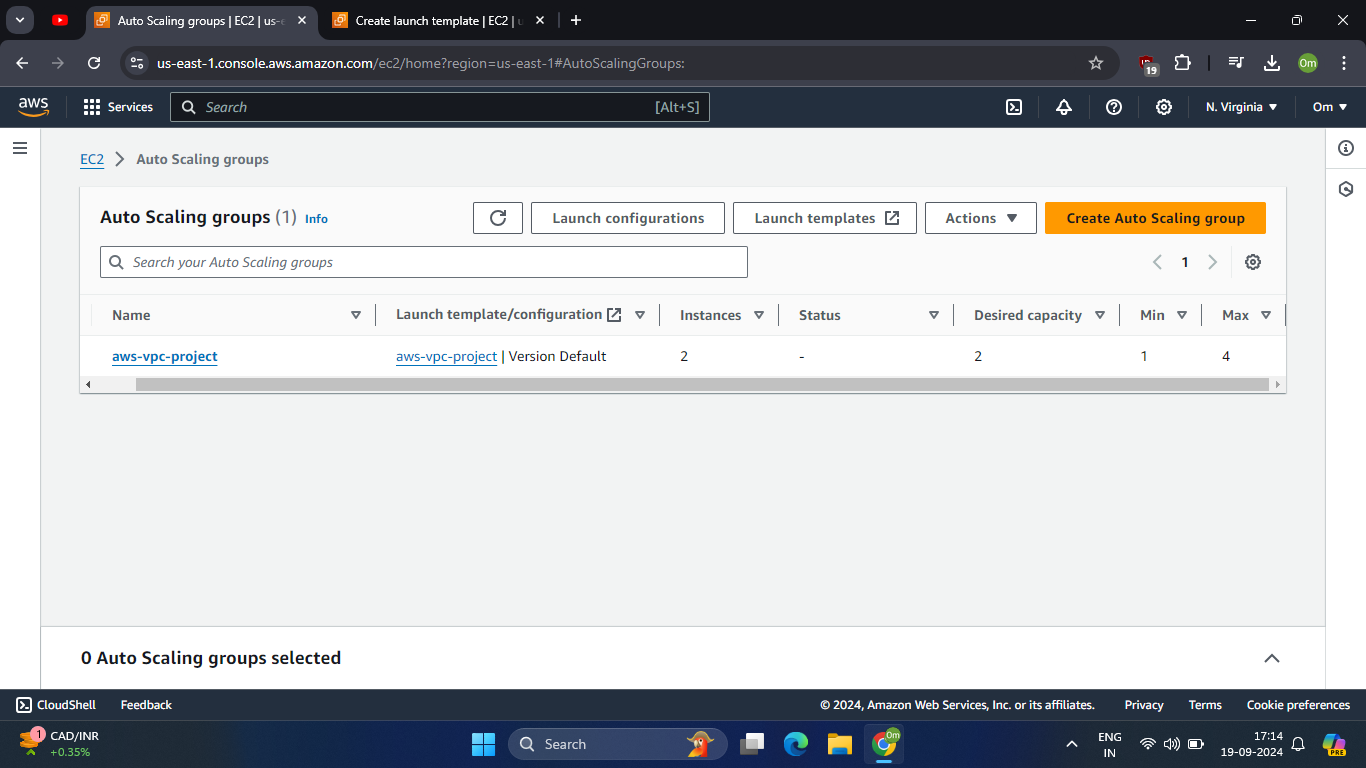 Auto Scaling groups | EC2 | us-e
Create launch template | EC2 | u
us-east-1.console.aws.amazon.com/ec2/home?region=us-east-1#AutoScalingGroups:
19
Om
aws
Services
Search
[Alt+S]
N. Virginia
Om
EC2 > Auto Scaling groups
Auto Scaling groups (1) Info
Launch configurations
Launch templates
Actions
Create Auto Scaling group
Search your Auto Scaling groups
1
Name
Launch template/configuration
Instances
Status
Desired capacity
Min
Max
aws-vpc-project
aws-vpc-project | Version Default
2
-
2
1
4
0 Auto Scaling groups selected
CloudShell
Feedback
© 2024, Amazon Web Services, Inc. or its affiliates.
Privacy
Terms
Cookie preferences
1
CAD/INR
+0.35%
Search
Om
ENG
IN
17:14
19-09-2024
PRE